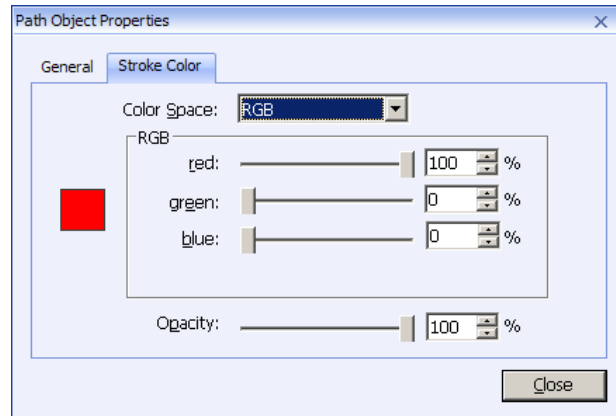 Path Object Properties
General Stroke Color
Color Space: RGB
RGB
red: 100 %
green: 0 %
blue: 0 %
Opacity: 100 %
Close